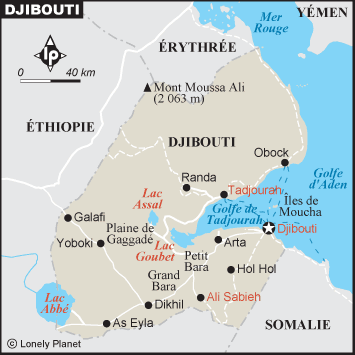 DJIBOUTI
YÉMEN
Mer
Rouge
lp
0 40 km
ÉRYTHRÉE
Mont Moussa Ali
(2 063 m)
ÉTHIOPIE
DJIBOUTI
Obock
Golfe
d'Aden
Randa
Tadjourah
Lac
Assal
Golfe de
Tadjourah
Îles de
Moucha
Djibouti
Galafi
Plaine de
Gaggadé
Yoboki
Lac
Goubet
Arta
Petit
Bara
Grand
Bara
Hol Hol
Lac
Abbé
Dikhil
Ali Sabieh
As Eyla
SOMALIE
© Lonely Planet